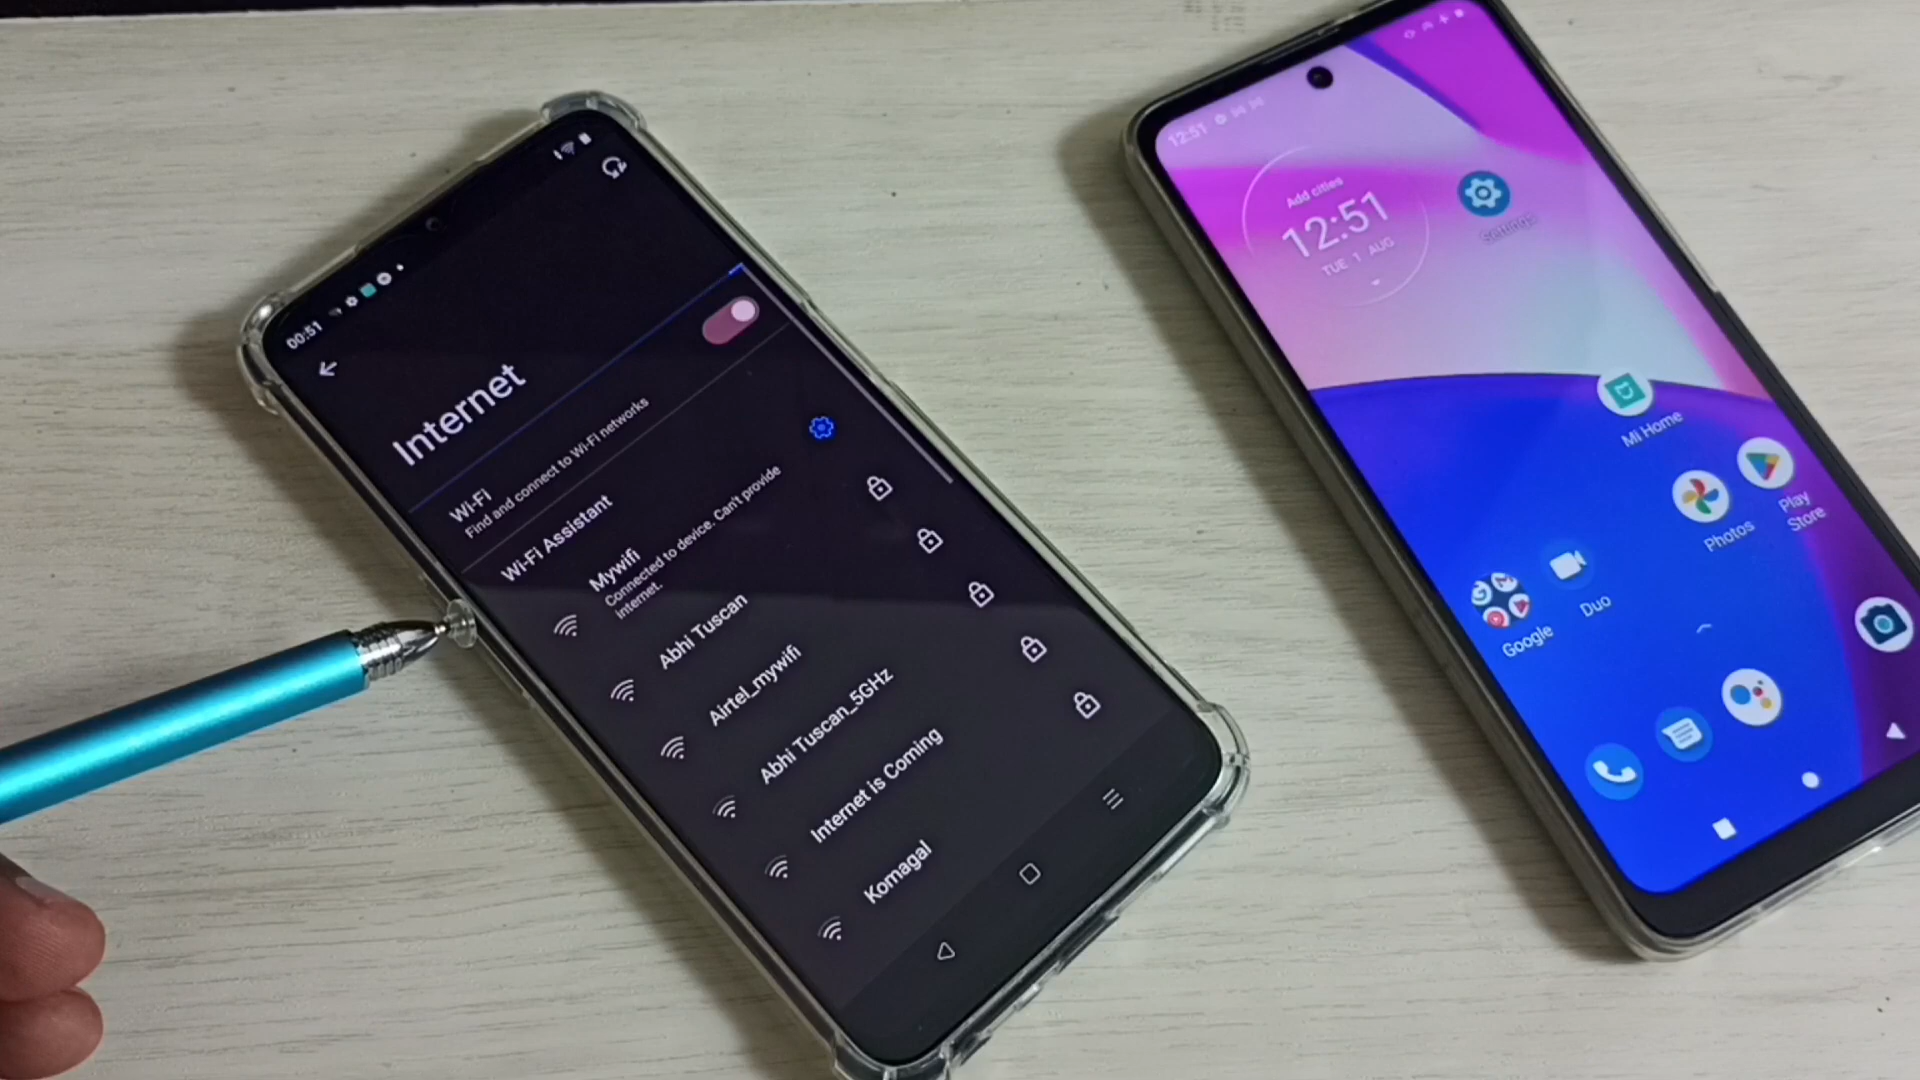 00:51
Internet
Wi-Fi
Find and connect to Wi-Fi networks
Wi-Fi Assistant
Mywifi
Connected to device. Can't provide
internet.
Abhi Tuscan
Airtel_mywifi
Abhi Tuscan_5GHz
Internet is Coming
Komagal
12:51
Add cities
12:51
TUE 1 AUG
Settings
Mi Home
Play
Store
Photos
Duo
Google